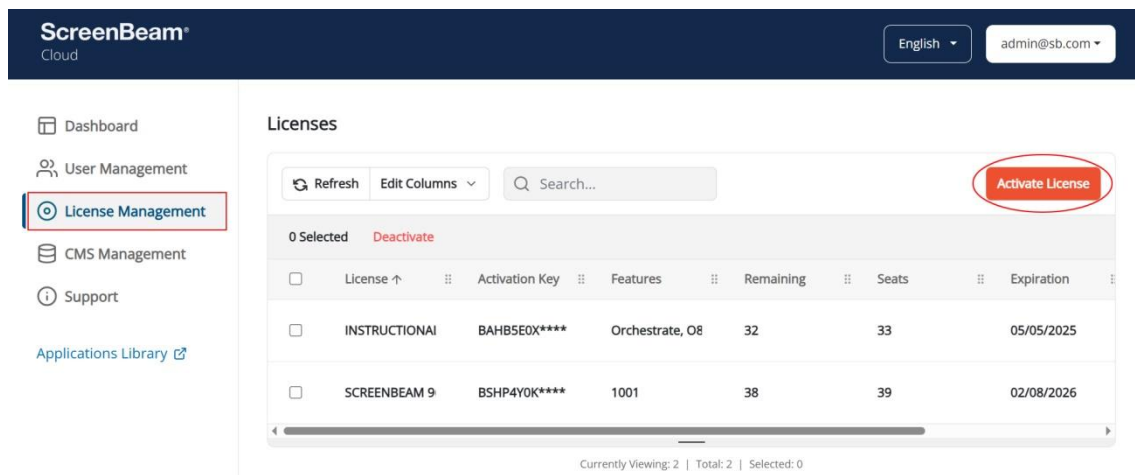 ScreenBeam®
Cloud
English
admin@sb.com
Dashboard
User Management
License Management
CMS Management
Support
Applications Library
Licenses
Refresh Edit Columns Search... Activate License
0 Selected Deactivate
License Activation Key Features Remaining Seats Expiration
INSTRUCTIONAL BAHB5E0X**** Orchestrate, O8 32 33 05/05/2025
SCREENBEAM 9 BSHP4Y0K**** 1001 38 39 02/08/2026
Currently Viewing: 2 | Total: 2 | Selected: 0